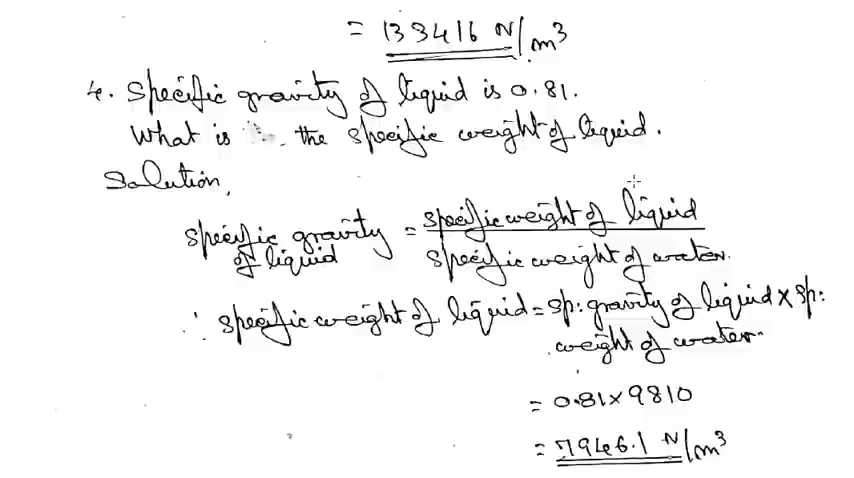 = 133416 N/m³
4. Specific gravity of liquid is 0.81.
What is the specific weight of liquid.
Solution,
specific gravity of liquid = specific weight of liquid / specific weight of water.
∴ specific weight of liquid = sp: gravity of liquid × sp:
weight of water.
= 0.81 × 9810
= 7946.1 N/m³